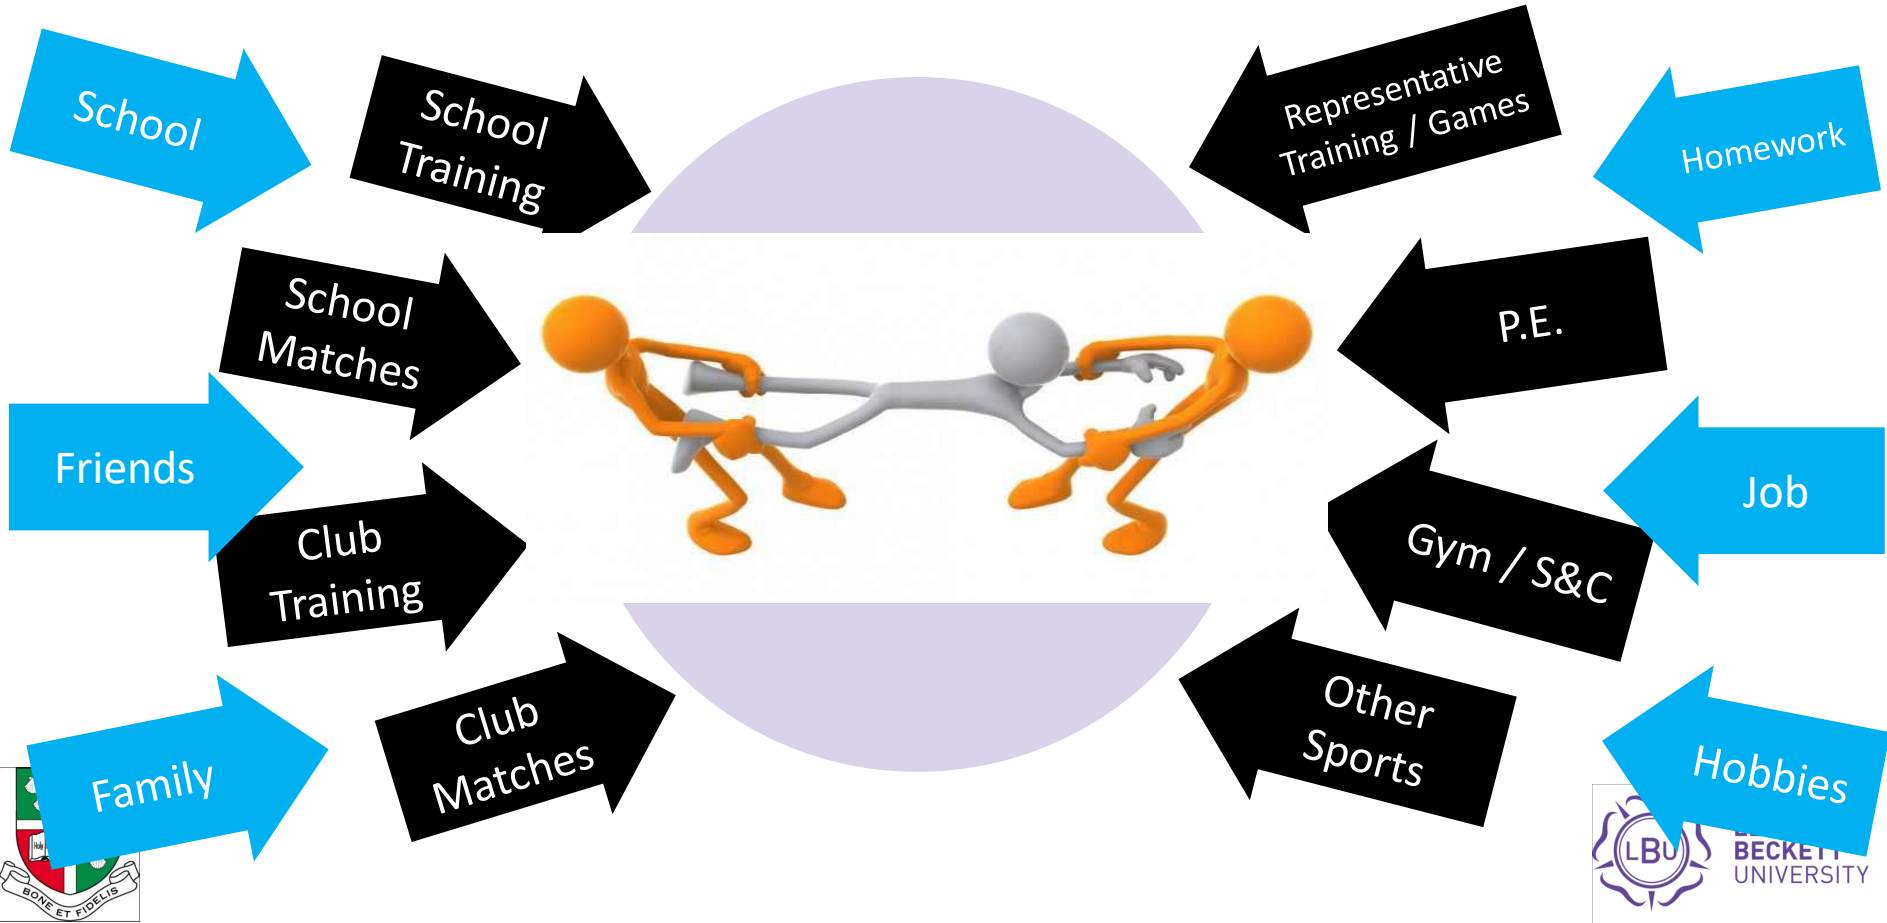 School
School
Training
Representative
Training / Games
Homework
School
Matches
P.E.
Friends
Job
Club
Training
Gym / S&C
Family
Club
Matches
Other
Sports
Hobbies
Holy
BONE ET FIDELIS
LBU
BECKETT
UNIVERSITY